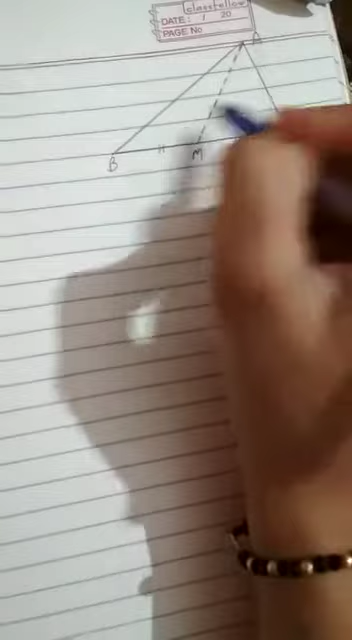 classfellow
DATE: / 20
PAGE No
A
B
M